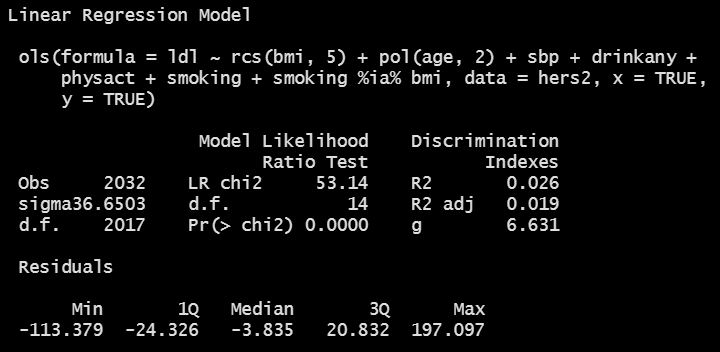 Linear Regression Model
ols(formula = ldl ~ rcs(bmi, 5) + pol(age, 2) + sbp + drinkany +
physact + smoking + smoking %ia% bmi, data = hers2, x = TRUE,
y = TRUE)
Model Likelihood Discrimination
Ratio Test Indexes
Obs 2032 LR chi2 53.14 R2 0.026
sigma36.6503 d.f. 14 R2 adj 0.019
d.f. 2017 Pr(> chi2) 0.0000 g 6.631
Residuals
Min 1Q Median 3Q Max
-113.379 -24.326 -3.835 20.832 197.097